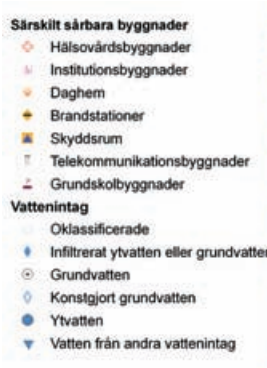 Särskilt sårbara byggnader
Hälsovårdsbyggnader
Institutionsbyggnader
Daghem
Brandstationer
Skyddsrum
Telekommunikationsbyggnader
Grundskolbyggnader
Vattenintag
Oklassificerade
Infiltrerat ytvatten eller grundvatten
Grundvatten
Konstgjort grundvatten
Ytvatten
Vatten från andra vattenintag